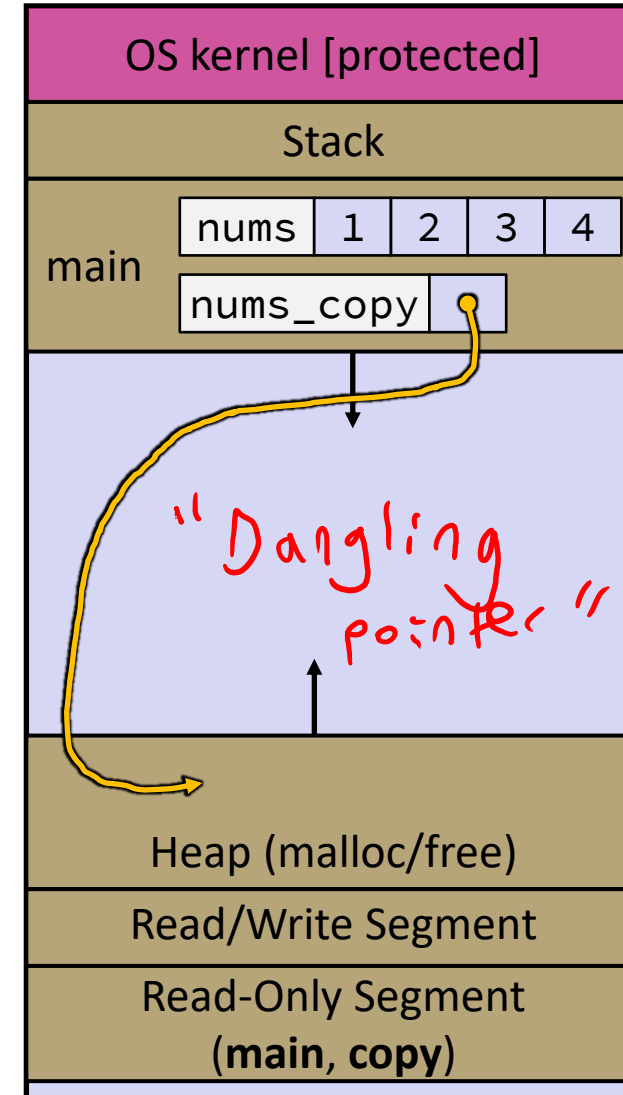 OS kernel [protected]
Stack
main
nums 1 2 3 4
nums_copy
"Dangling
pointer"
Heap (malloc/free)
Read/Write Segment
Read-Only Segment
(main, copy)